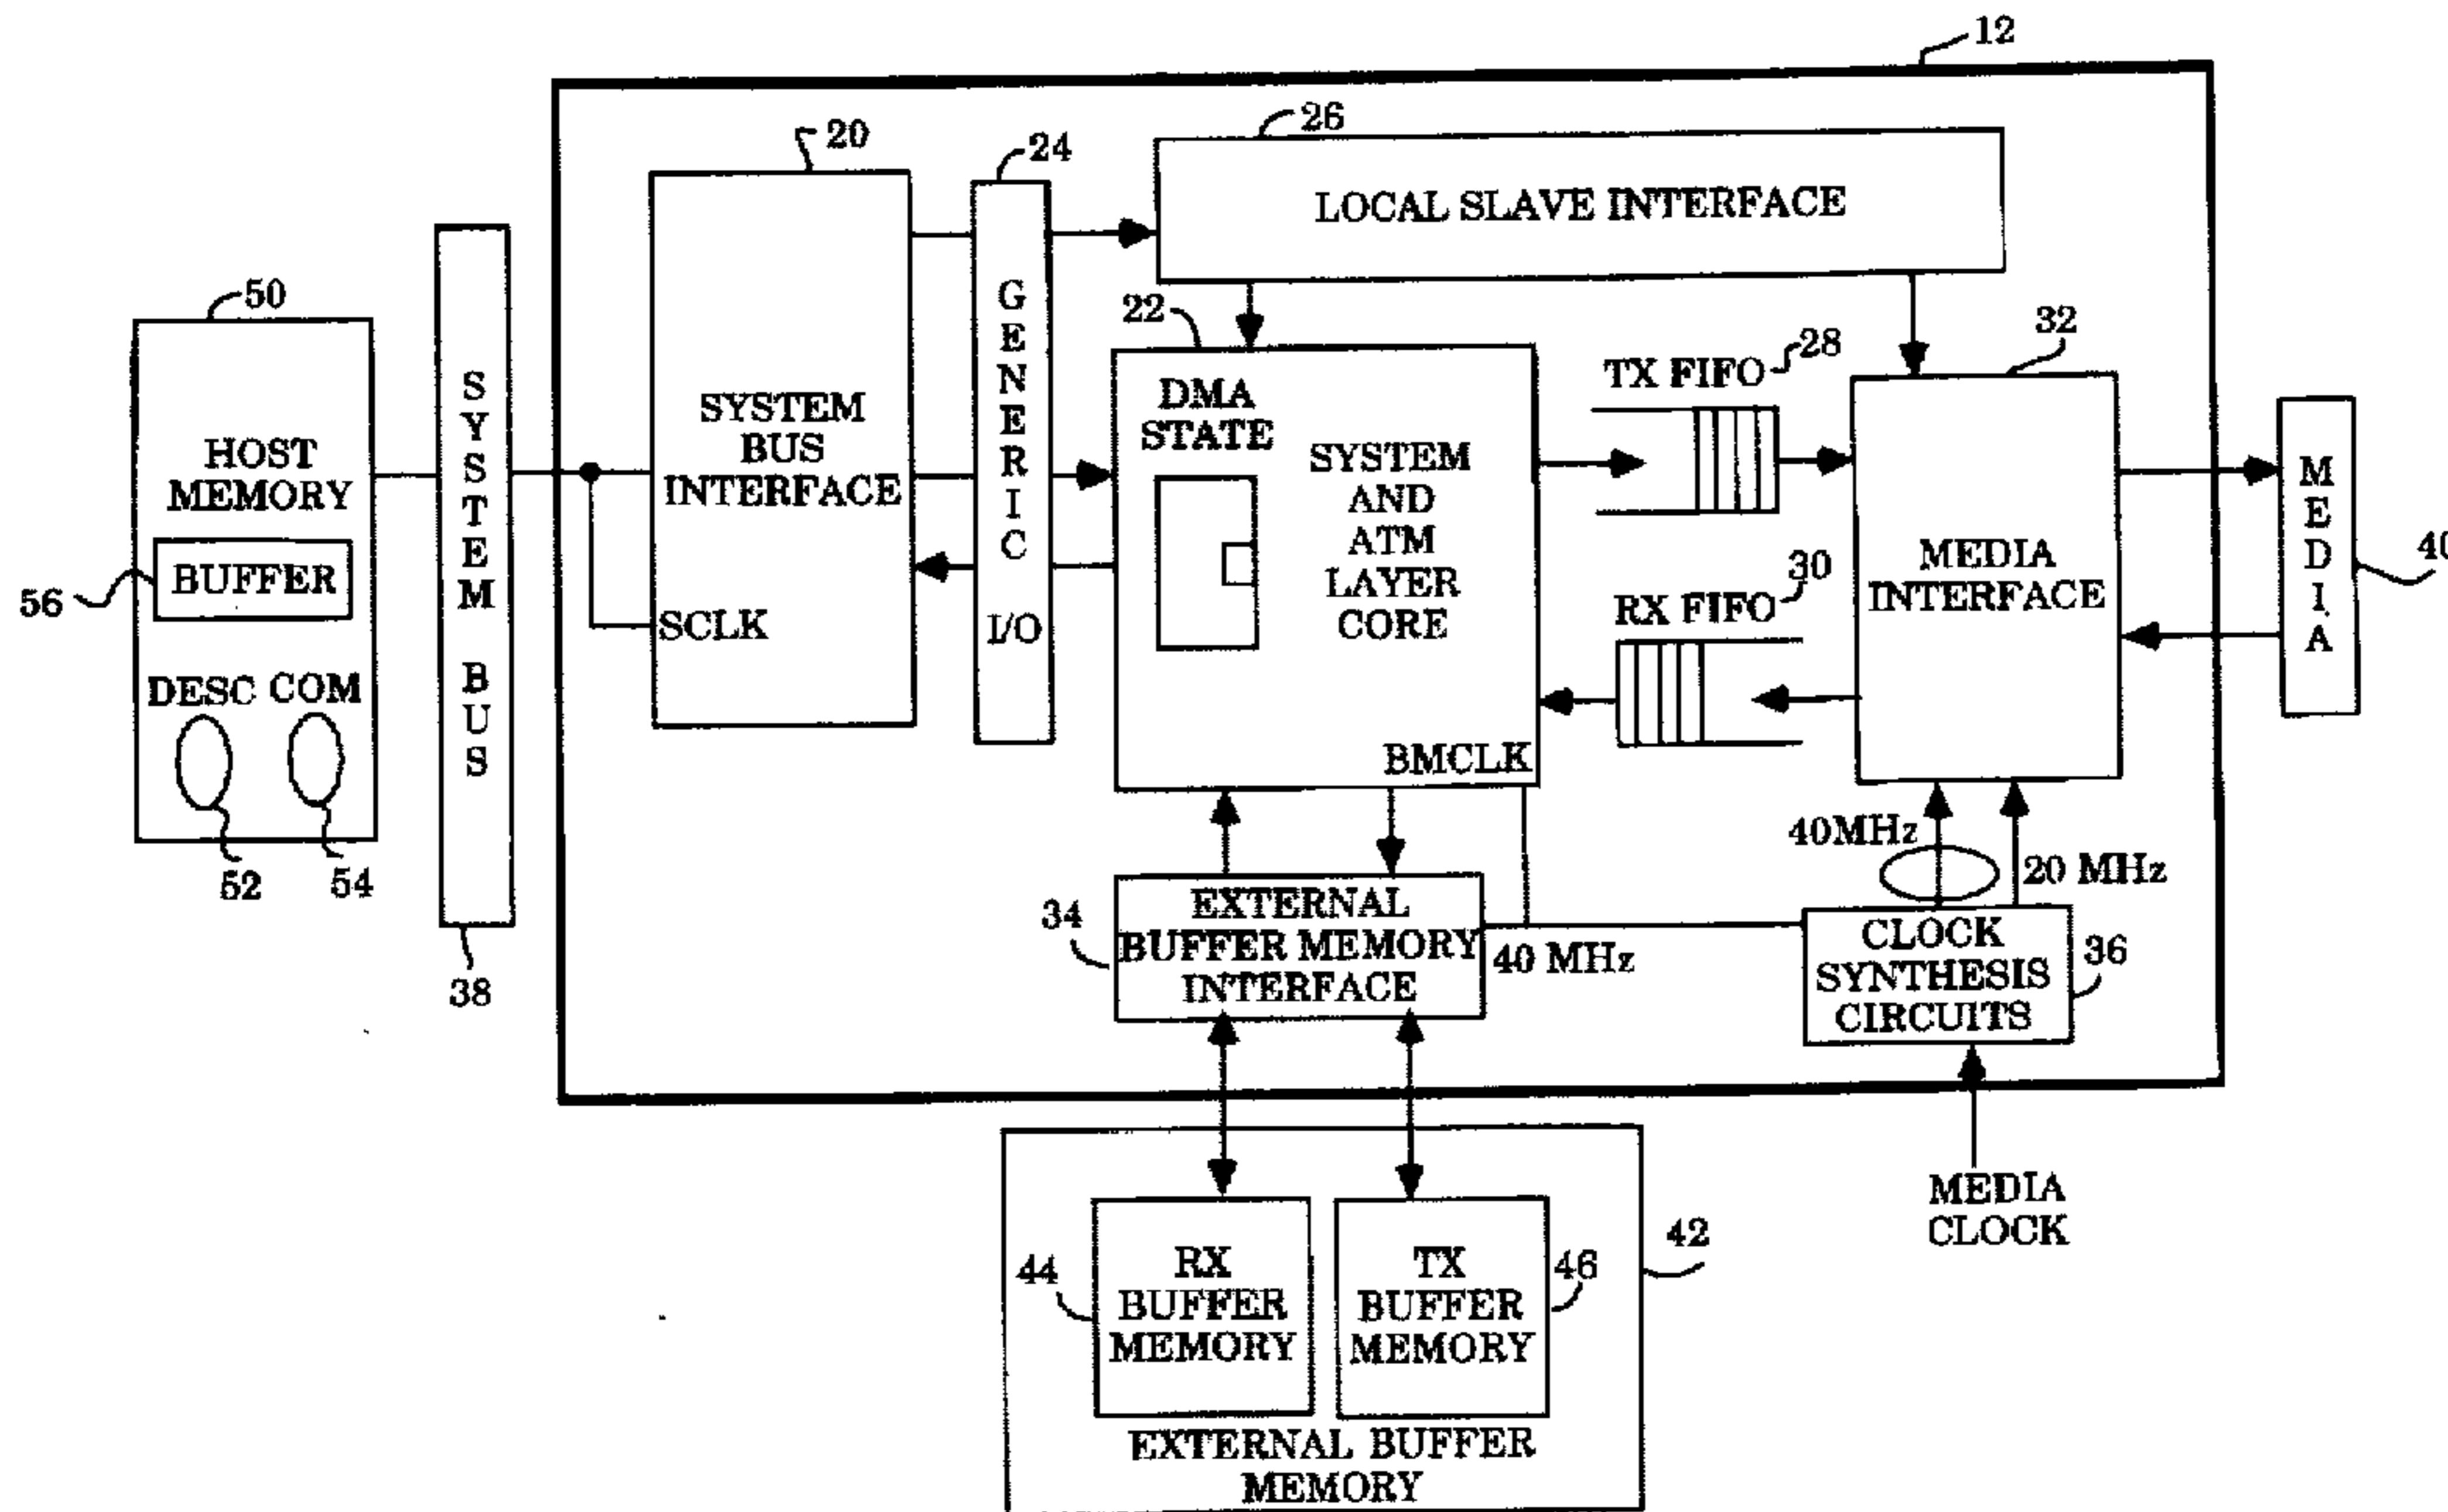 12
20
24
26
LOCAL SLAVE INTERFACE
50
HOST
MEMORY
BUFFER
56
DESC COM
52
54
SYSTEM BUS
38
SYSTEM
BUS
INTERFACE
SCLK
GENERIC I/O
22
DMA
STATE
SYSTEM
AND
ATM
LAYER
CORE
BMCLK
TX FIFO 28
RX FIFO 30
32
MEDIA
INTERFACE
MEDIA
40
40MHz
20 MHz
34
EXTERNAL
BUFFER MEMORY
INTERFACE
40 MHz
CLOCK
SYNTHESIS
CIRCUITS
36
MEDIA
CLOCK
42
44
RX
BUFFER
MEMORY
TX
BUFFER
MEMORY
46
EXTERNAL BUFFER
MEMORY